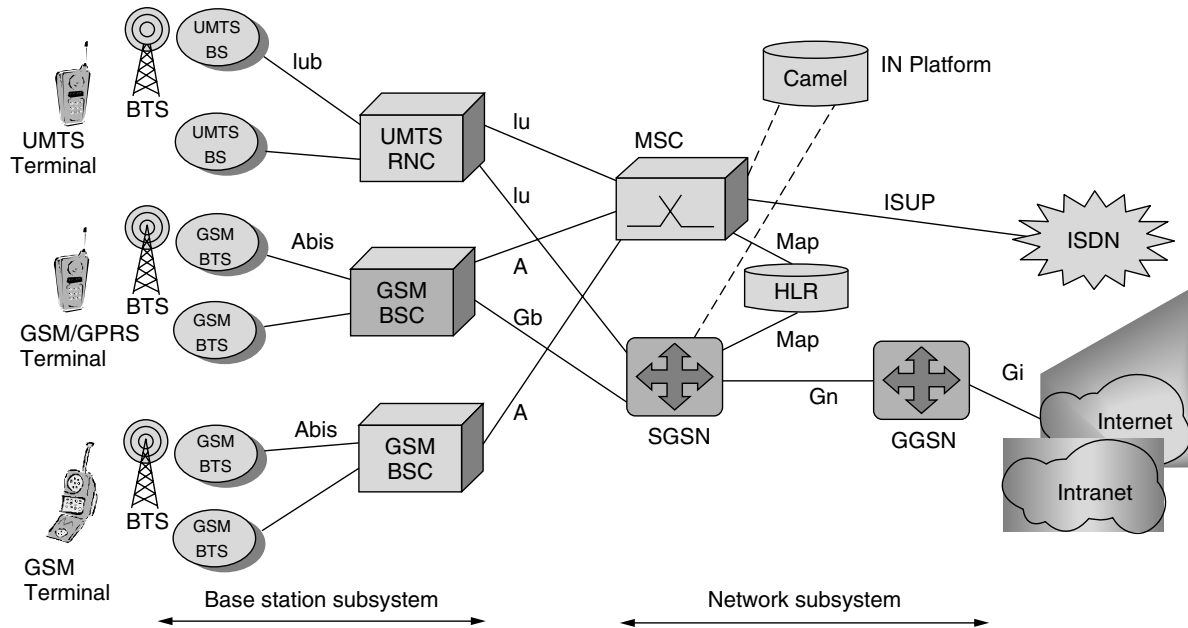 UMTS
BS
Iub
BTS
UMTS
Terminal
UMTS
BS
UMTS
RNC
Iu
Iu
MSC
Camel
IN Platform
ISUP
ISDN
Map
HLR
Map
GSM
BTS
Abis
BTS
GSM/GPRS
Terminal
GSM
BTS
GSM
BSC
A
Gb
SGSN
Gn
GGSN
Gi
Internet
Intranet
GSM
BTS
Abis
BTS
GSM
Terminal
GSM
BTS
GSM
BSC
A
Base station subsystem
Network subsystem